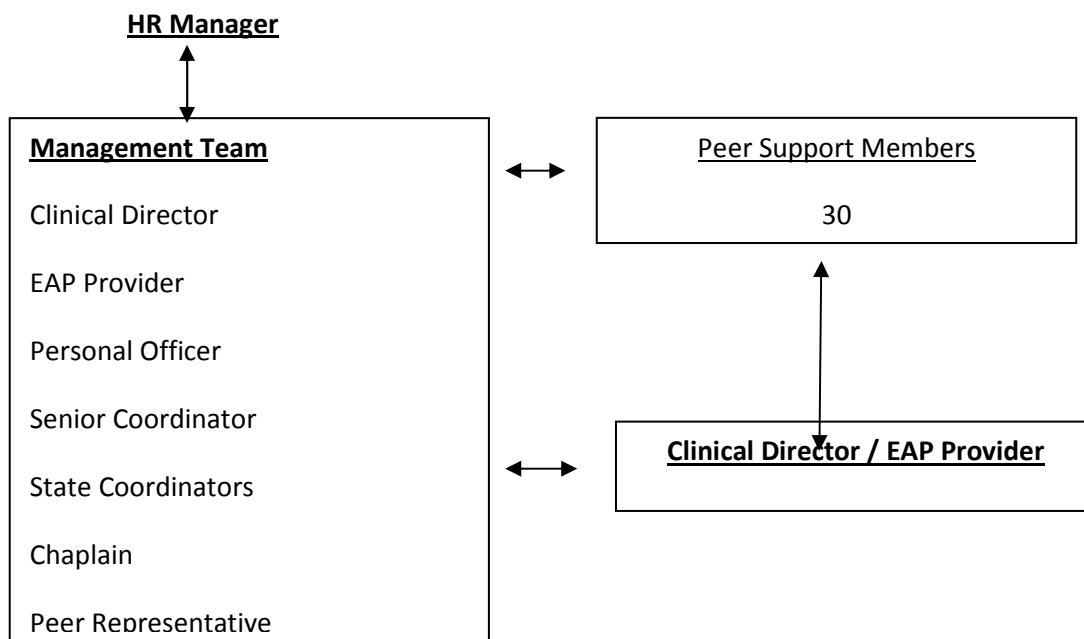 HR Manager
Management Team
Clinical Director
EAP Provider
Personal Officer
Senior Coordinator
State Coordinators
Chaplain
Peer Representative
Peer Support Members
30
Clinical Director / EAP Provider